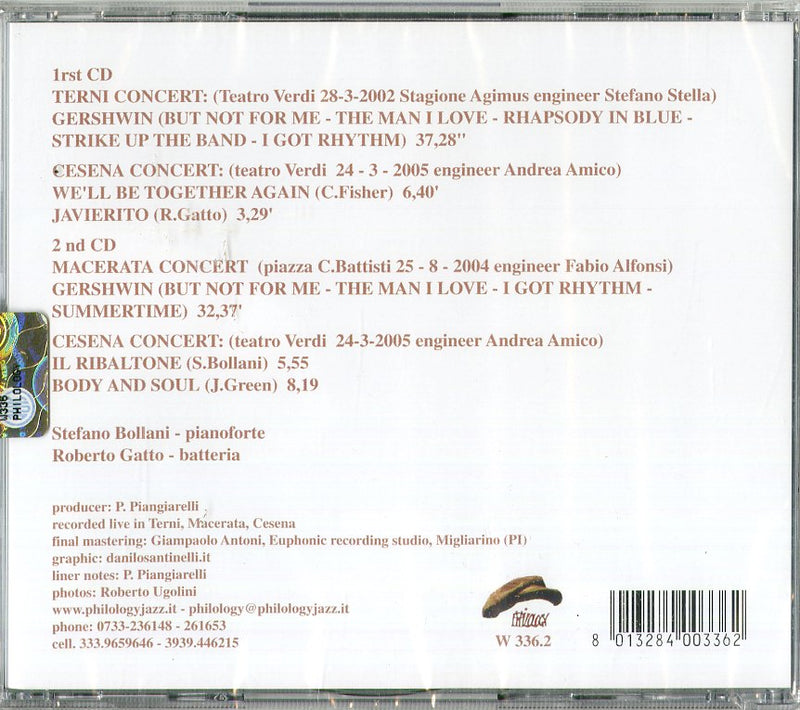 1rst CD
TERNI CONCERT: (Teatro Verdi 28-3-2002 Stagione Agimus engineer Stefano Stella)
GERSHWIN (BUT NOT FOR ME - THE MAN I LOVE - RHAPSODY IN BLUE -
STRIKE UP THE BAND - I GOT RHYTHM) 37,28"
CESENA CONCERT: (teatro Verdi 24 - 3 - 2005 engineer Andrea Amico)
WE'LL BE TOGETHER AGAIN (C.Fisher) 6,40'
JAVIERITO (R.Gatto) 3,29'
2 nd CD
MACERATA CONCERT (piazza C.Battisti 25 - 8 - 2004 engineer Fabio Alfonsi)
GERSHWIN (BUT NOT FOR ME - THE MAN I LOVE - I GOT RHYTHM -
SUMMERTIME) 32,37'
CESENA CONCERT: (teatro Verdi 24-3-2005 engineer Andrea Amico)
IL RIBALTONE (S.Bollani) 5,55
BODY AND SOUL (J.Green) 8,19
Stefano Bollani - pianoforte
Roberto Gatto - batteria
producer: P. Piangiarelli
recorded live in Terni, Macerata, Cesena
final mastering: Giampaolo Antoni, Euphonic recording studio, Migliarino (PI)
graphic: danilosantinelli.it
liner notes: P. Piangiarelli
photos: Roberto Ugolini
www.philologyjazz.it - philology@philologyjazz.it
phone: 0733-236148 - 261653
cell. 333.9659646 - 3939.446215
W 336.2
8 013284 003362
W336
PHILOLOGY